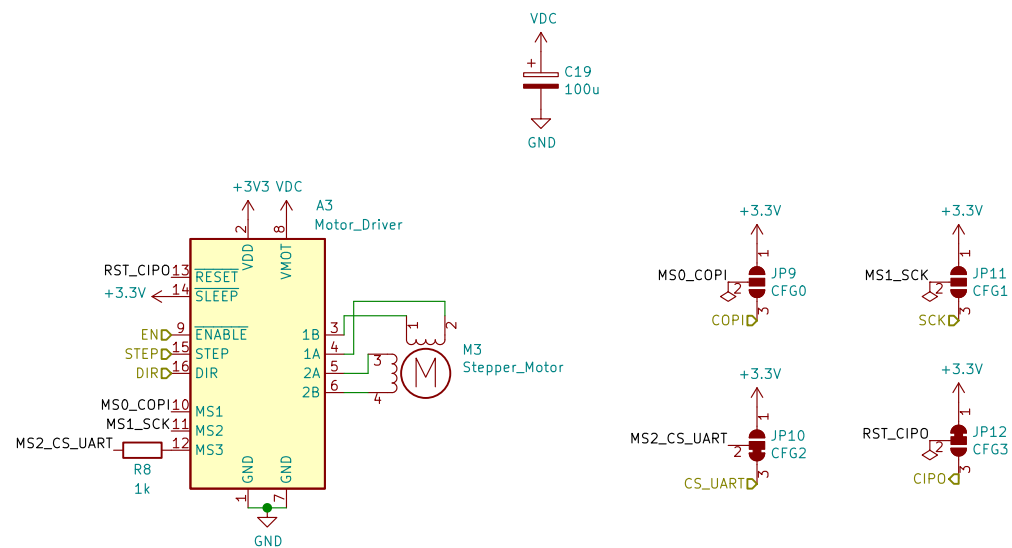 VDC
+
C19
100u
GND
+3V3 VDC
A3
Motor_Driver
2
8
VDD
VMOT
RST_CIPO 13 RESET
+3.3V 14 SLEEP
EN 9 ENABLE
STEP 15 STEP
DIR 16 DIR
MS0_COPI 10 MS1
MS1_SCK 11 MS2
MS2_CS_UART 12 MS3
R8
1k
1B 3
1A 4
2A 5
2B 6
GND
GND
1
7
GND
1
2
3
4
M
M3
Stepper_Motor
+3.3V
1
MS0_COPI
2
JP9
CFG0
3
COPI
+3.3V
1
MS1_SCK
2
JP11
CFG1
3
SCK
+3.3V
1
MS2_CS_UART
2
JP10
CFG2
3
CS_UART
+3.3V
1
RST_CIPO
2
JP12
CFG3
3
CIPO